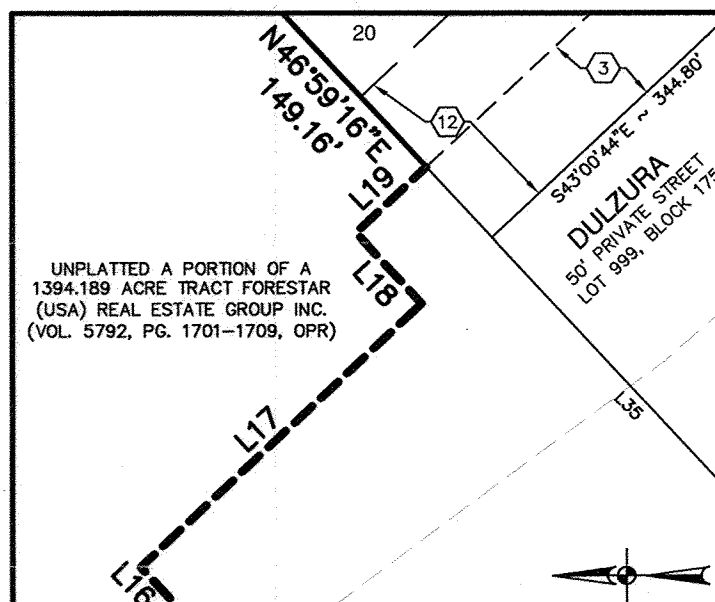 20
N46°59'16"E
149.16'
3
12
S43°00'44"E ~ 344.80'
DULZURA
50' PRIVATE STREET
LOT 999, BLOCK 175
L19
L18
UNPLATTED A PORTION OF A
1394.189 ACRE TRACT FORESTAR
(USA) REAL ESTATE GROUP INC.
(VOL. 5792, PG. 1701-1709, OPR)
L35
L17
L16